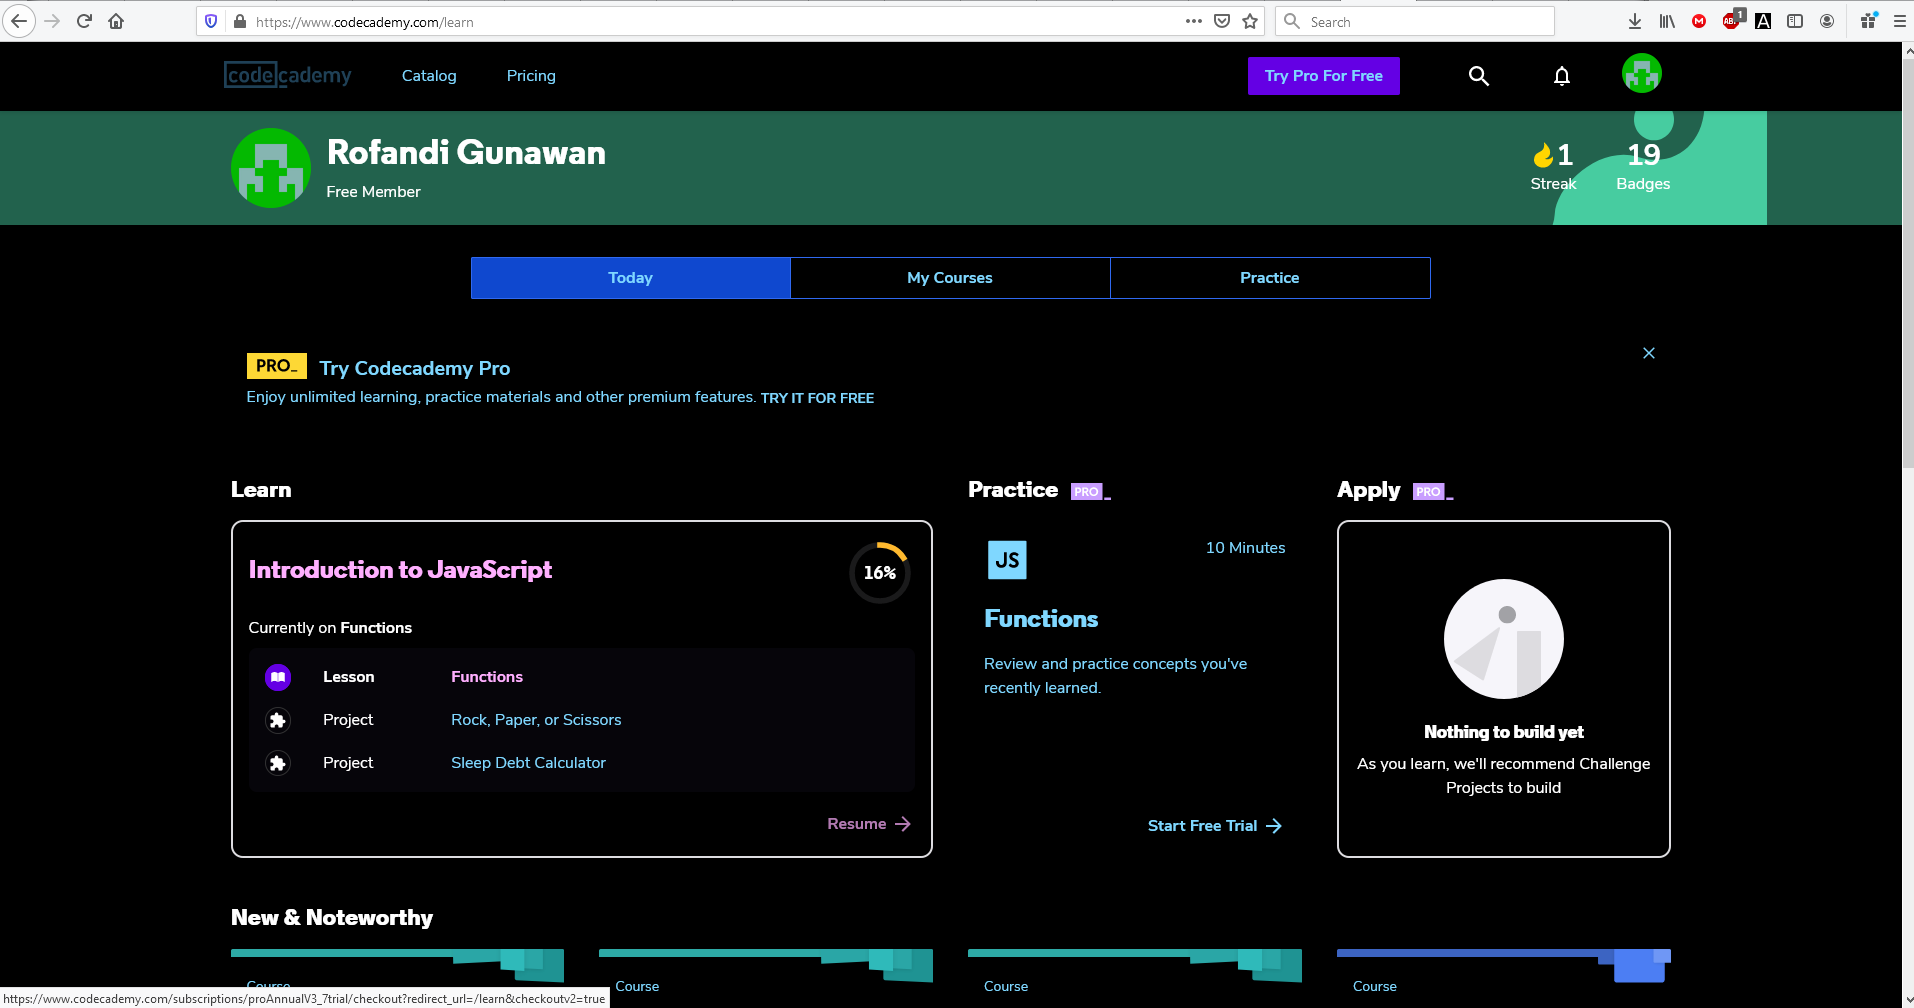 https://www.codecademy.com/learn
Search
1
codecademy
Catalog
Pricing
Try Pro For Free
Rofandi Gunawan
Free Member
1
Streak
19
Badges
Today
My Courses
Practice
PRO_
Try Codecademy Pro
Enjoy unlimited learning, practice materials and other premium features. TRY IT FOR FREE
Learn
Introduction to JavaScript
16%
Currently on Functions
Lesson
Functions
Project
Rock, Paper, or Scissors
Project
Sleep Debt Calculator
Resume
Practice
PRO_
JS
10 Minutes
Functions
Review and practice concepts you've
recently learned.
Start Free Trial
Apply
PRO_
Nothing to build yet
As you learn, we'll recommend Challenge
Projects to build
New & Noteworthy
Course
Course
Course
Course
https://www.codecademy.com/subscriptions/proAnnualV3_7trial/checkout?redirect_url=/learn&checkoutv2=true